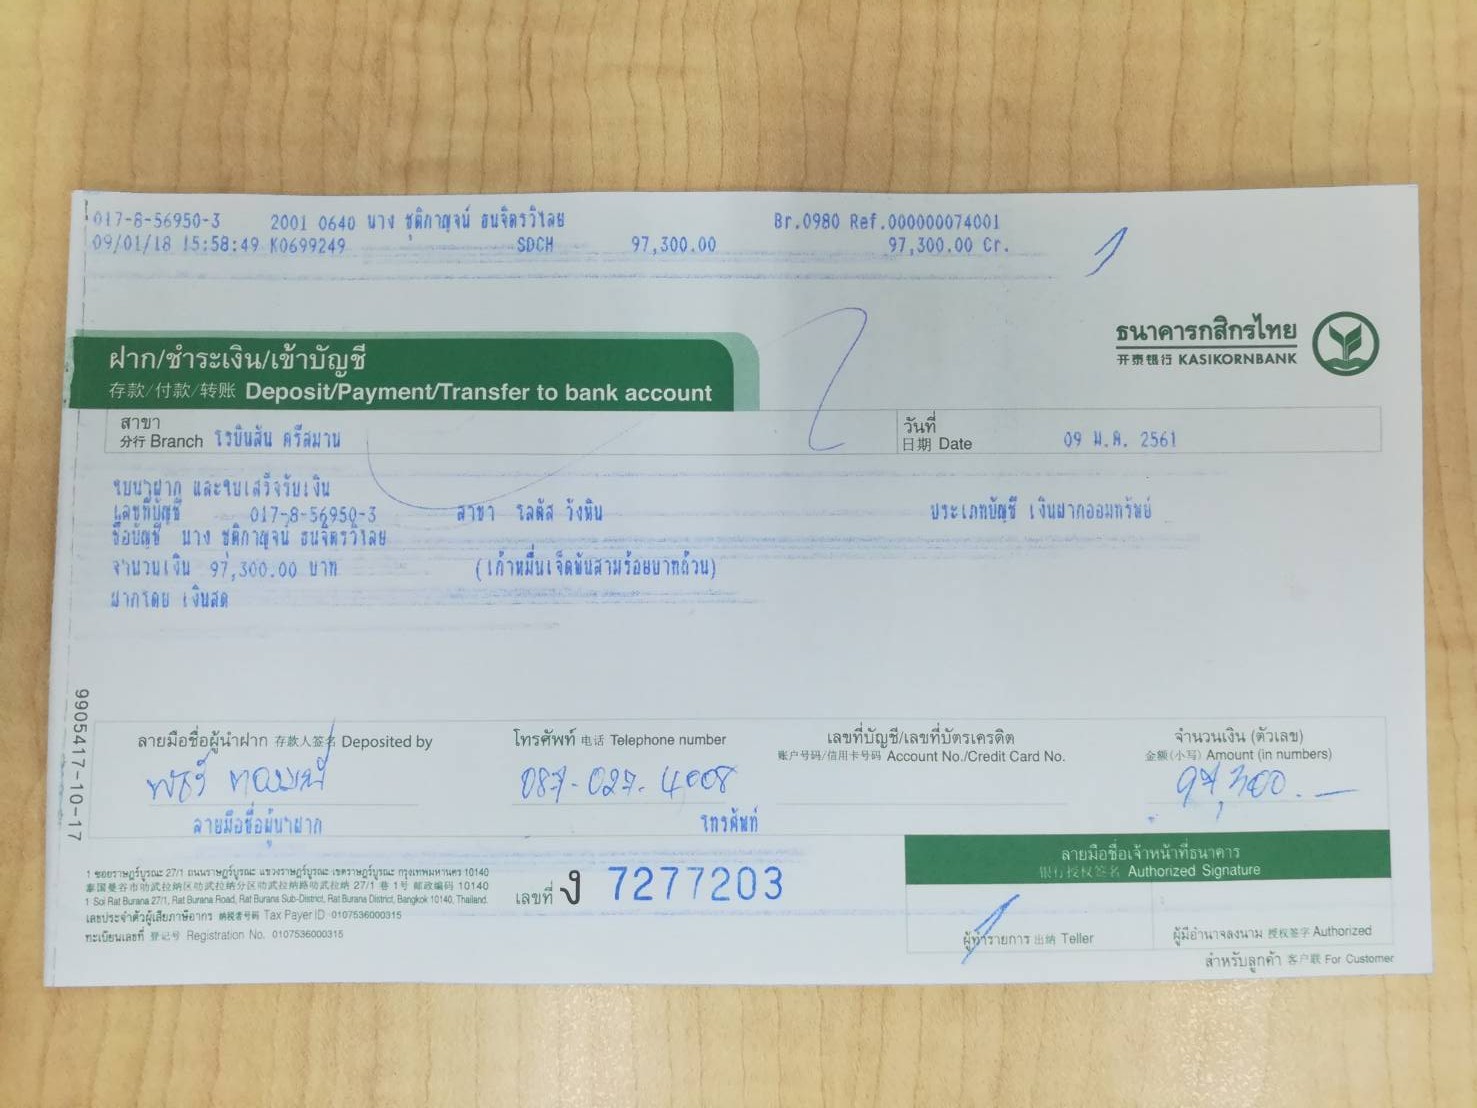 017-8-56950-3 2001 0640 นาง ชุติกาญจน์ ธนจิตรวิไลย Br.0980 Ref.000000074001
09/01/18 15:58:49 K0699249 SDCH 97,300.00 97,300.00 Cr.
ธนาคารกสิกรไทย
开泰银行 KASIKORNBANK
ฝาก/ชำระเงิน/เข้าบัญชี
存款/付款/转账 Deposit/Payment/Transfer to bank account
สาขา
分行 Branch โรบินสัน ศรีสมาน
วันที่
日期 Date 09 ม.ค. 2561
ใบนำฝาก และใบเสร็จรับเงิน
เลขที่บัญชี 017-8-56950-3 สาขา โลตัส วังหิน ประเภทบัญชี เงินฝากออมทรัพย์
ชื่อบัญชี นาง ชุติกาญจน์ ธนจิตรวิไลย
จำนวนเงิน 97,300.00 บาท (เก้าหมื่นเจ็ดพันสามร้อยบาทถ้วน)
ฝากโดย เงินสด
9905417-10-17
ลายมือชื่อผู้นำฝาก 存款人签名 Deposited by
โทรศัพท์ 电话 Telephone number
087-027-4008
เลขที่บัญชี/เลขที่บัตรเครดิต
账户号码/信用卡号码 Account No./Credit Card No.
จำนวนเงิน (ตัวเลข)
金额(小写) Amount (in numbers)
97,300.—
ลายมือชื่อผู้นำฝาก โทรศัพท์
1 ซอยราษฎร์บูรณะ 27/1 ถนนราษฎร์บูรณะ แขวงราษฎร์บูรณะ เขตราษฎร์บูรณะ กรุงเทพมหานคร 10140
泰国曼谷市叻武拉纳区叻武拉纳分区叻武拉纳路叻武拉纳 27/1 巷 1号 邮政编码 10140
1 Soi Rat Burana 27/1, Rat Burana Road, Rat Burana Sub-District, Rat Burana District, Bangkok 10140, Thailand.
เลขประจำตัวผู้เสียภาษีอากร 纳税者号码 Tax Payer ID 0107536000315
ทะเบียนเลขที่ 登记号 Registration No. 0107536000315
เลขที่ ง 7277203
ลายมือชื่อเจ้าหน้าที่ธนาคาร
银行授权签名 Authorized Signature
ผู้ทำรายการ 出纳 Teller
ผู้มีอำนาจลงนาม 授权签字 Authorized
สำหรับลูกค้า 客户联 For Customer